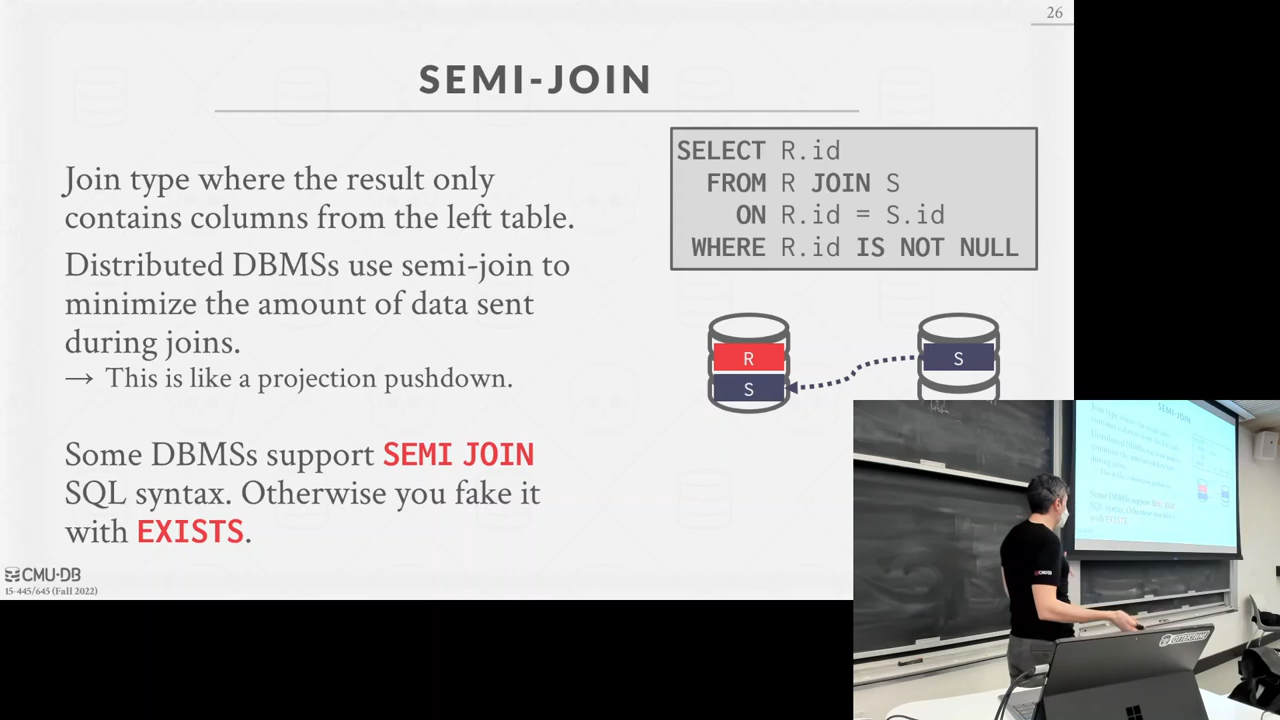 26
SEMI-JOIN
Join type where the result only
contains columns from the left table.
Distributed DBMSs use semi-join to
minimize the amount of data sent
during joins.
→ This is like a projection pushdown.
Some DBMSs support SEMI JOIN
SQL syntax. Otherwise you fake it
with EXISTS.
SELECT R.id
FROM R JOIN S
ON R.id = S.id
WHERE R.id IS NOT NULL
R
S
S
CMU·DB
15-445/645 (Fall 2022)
SEMI-JOIN